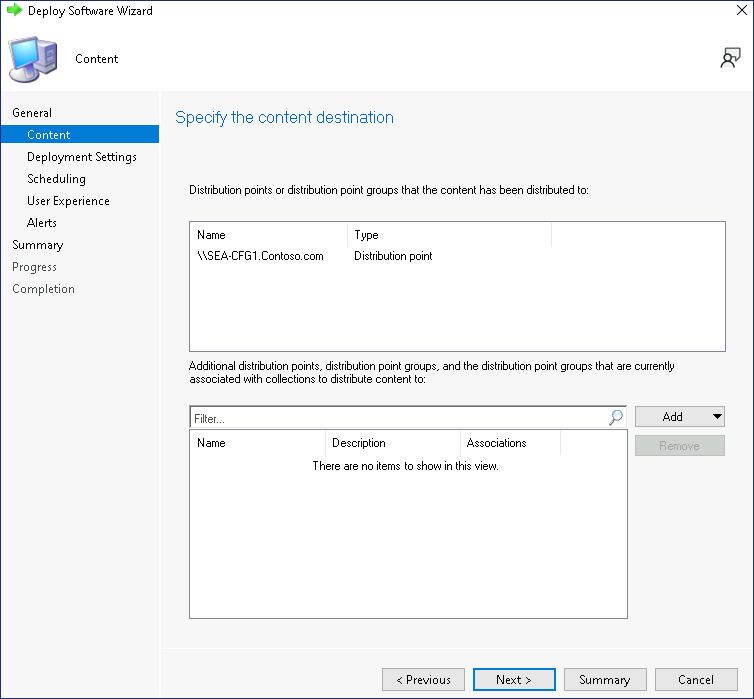 Deploy Software Wizard
Content
General
Content
Deployment Settings
Scheduling
User Experience
Alerts
Summary
Progress
Completion
Specify the content destination
Distribution points or distribution point groups that the content has been distributed to:
Name Type
\\SEA-CFG1.Contoso.com Distribution point
Additional distribution points, distribution point groups, and the distribution point groups that are currently
associated with collections to distribute content to:
Filter...
Add
Remove
Name Description Associations
There are no items to show in this view.
< Previous Next > Summary Cancel